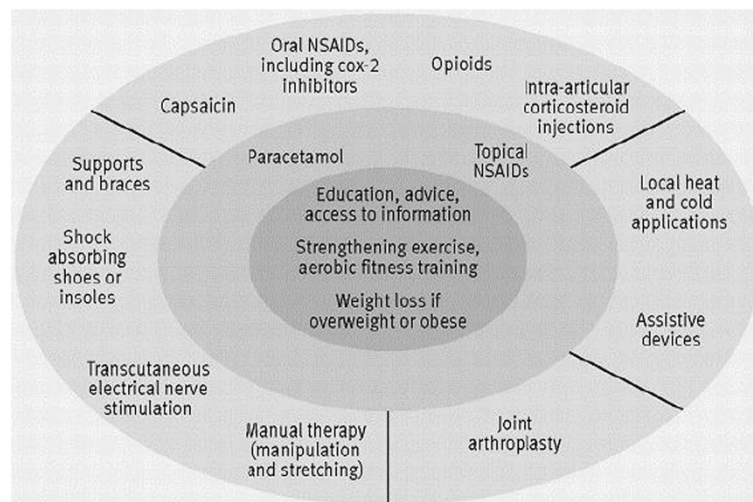 Oral NSAIDs,
including cox-2
inhibitors
Opioids
Capsaicin
Intra-articular
corticosteroid
injections
Supports
and braces
Paracetamol
Topical
NSAIDs
Local heat
and cold
applications
Education, advice,
access to information
Shock
absorbing
shoes or
insoles
Strengthening exercise,
aerobic fitness training
Weight loss if
overweight or obese
Assistive
devices
Transcutaneous
electrical nerve
stimulation
Manual therapy
(manipulation
and stretching)
Joint
arthroplasty